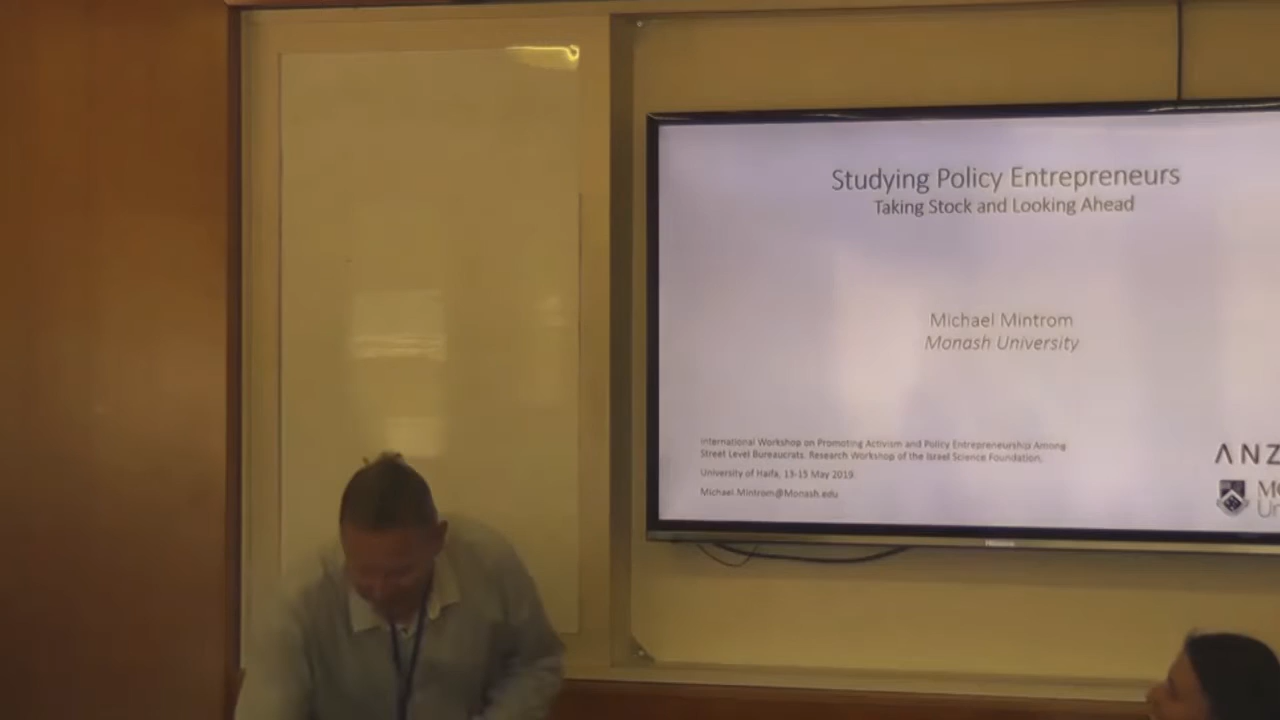 Studying Policy Entrepreneurs
Taking Stock and Looking Ahead
Michael Mintrom
Monash University
International Workshop on Promoting Activism and Policy Entrepreneurship Among
Street Level Bureaucrats. Research Workshop of the Israel Science Foundation.
University of Haifa, 13-15 May 2019.
Michael.Mintrom@Monash.edu
ANZ